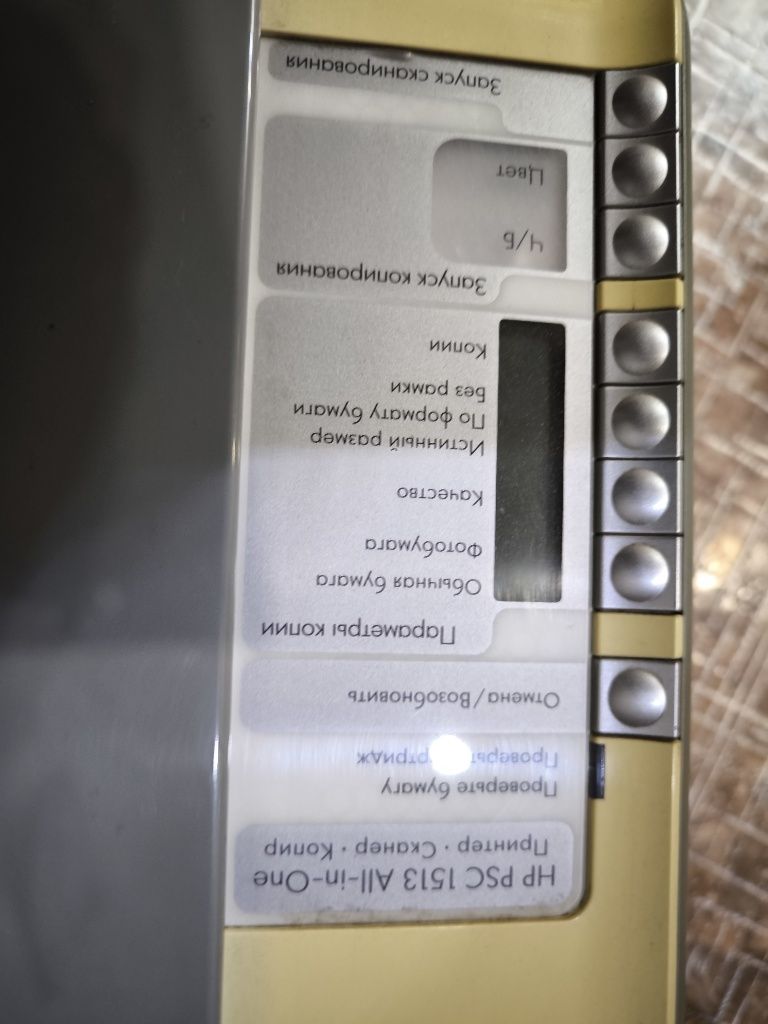 HP PSC 1513 All-in-One
Принтер · Сканер · Копир
Проверьте бумагу
Проверьте картридж
Отмена/Возобновить
Параметры копии
Обычная бумага
Фотобумага
Качество
Истинный размер
По формату бумаги
Без рамки
Копии
Запуск копирования
Ч/Б
Цвет
Запуск сканирования